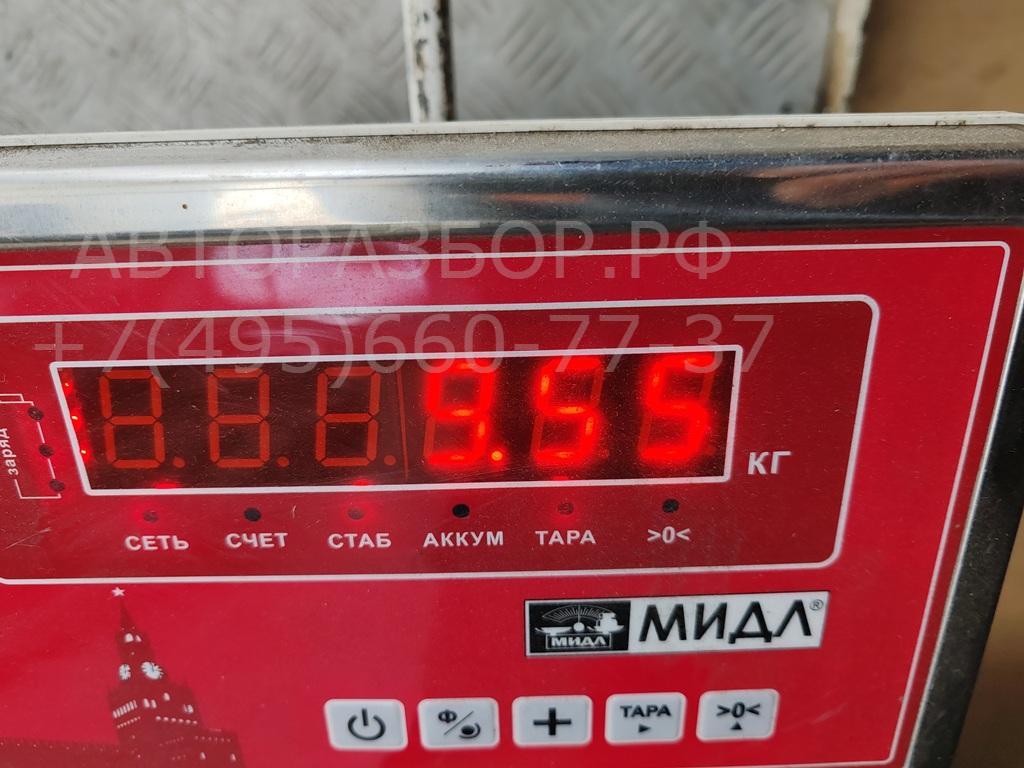 АВТОРАЗБОР.РФ
+7(495)660-77-37
9.55
КГ
заряд
СЕТЬ СЧЕТ СТАБ АККУМ ТАРА >0<
МИДЛ МИДЛ®
Ф ТАРА >0<